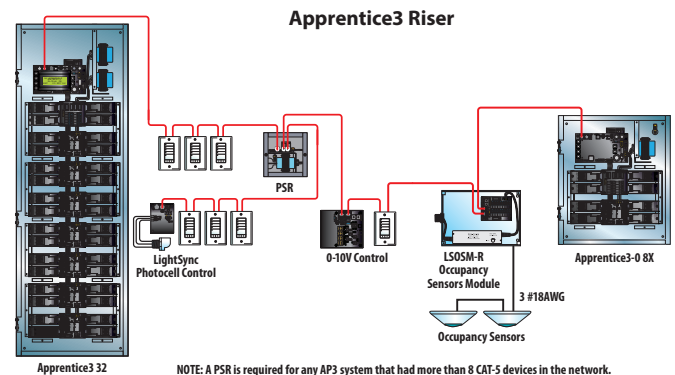 Apprentice3 Riser
PSR
LightSync
Photocell Control
0-10V Control
LSOSM-R
Occupancy
Sensors Module
Apprentice3-0 8X
3 #18AWG
Occupancy Sensors
Apprentice3 32
NOTE: A PSR is required for any AP3 system that had more than 8 CAT-5 devices in the network.